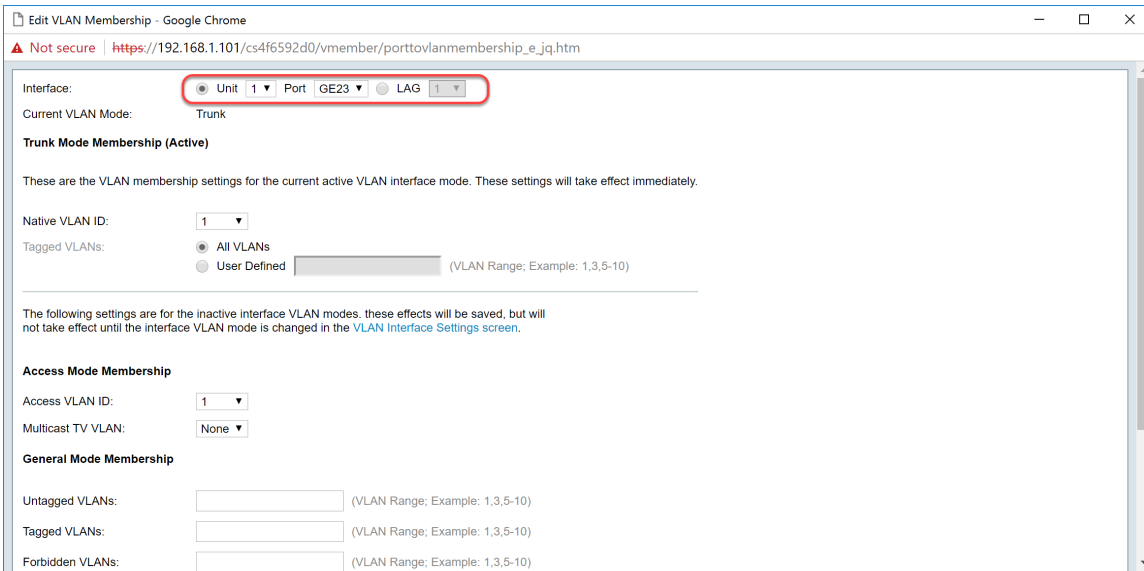 Edit VLAN Membership - Google Chrome
Not secure https://192.168.1.101/cs4f6592d0/vmember/porttovlanmembership_e_jq.htm
Interface: Unit 1 Port GE23 LAG 1
Current VLAN Mode: Trunk
Trunk Mode Membership (Active)
These are the VLAN membership settings for the current active VLAN interface mode. These settings will take effect immediately.
Native VLAN ID: 1
Tagged VLANs: All VLANs
User Defined (VLAN Range; Example: 1,3,5-10)
The following settings are for the inactive interface VLAN modes. these effects will be saved, but will
not take effect until the interface VLAN mode is changed in the VLAN Interface Settings screen.
Access Mode Membership
Access VLAN ID: 1
Multicast TV VLAN: None
General Mode Membership
Untagged VLANs: (VLAN Range; Example: 1,3,5-10)
Tagged VLANs: (VLAN Range; Example: 1,3,5-10)
Forbidden VLANs: (VLAN Range; Example: 1,3,5-10)